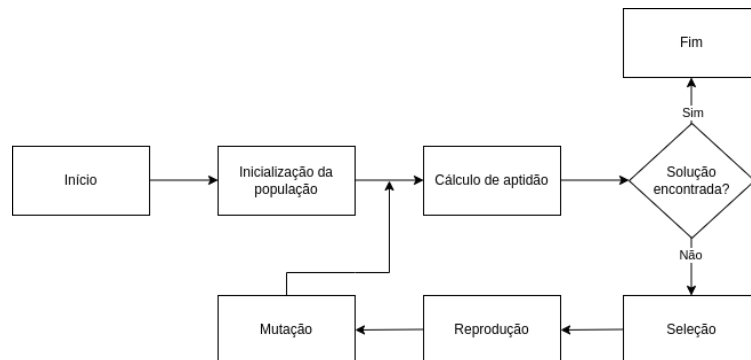 Fim
Sim
Início
Inicialização da
população
Cálculo de aptidão
Solução
encontrada?
Não
Mutação
Reprodução
Seleção